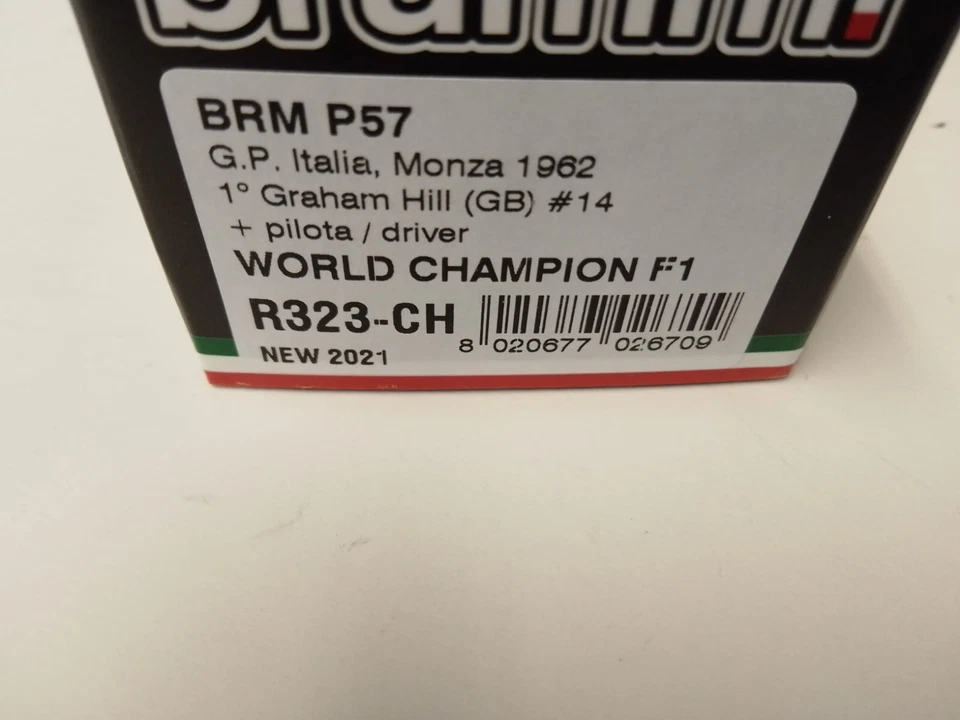 brumm.
BRM P57
G.P. Italia, Monza 1962
1° Graham Hill (GB) #14
+ pilota / driver
WORLD CHAMPION F1
R323-CH
8 020677 026709
NEW 2021